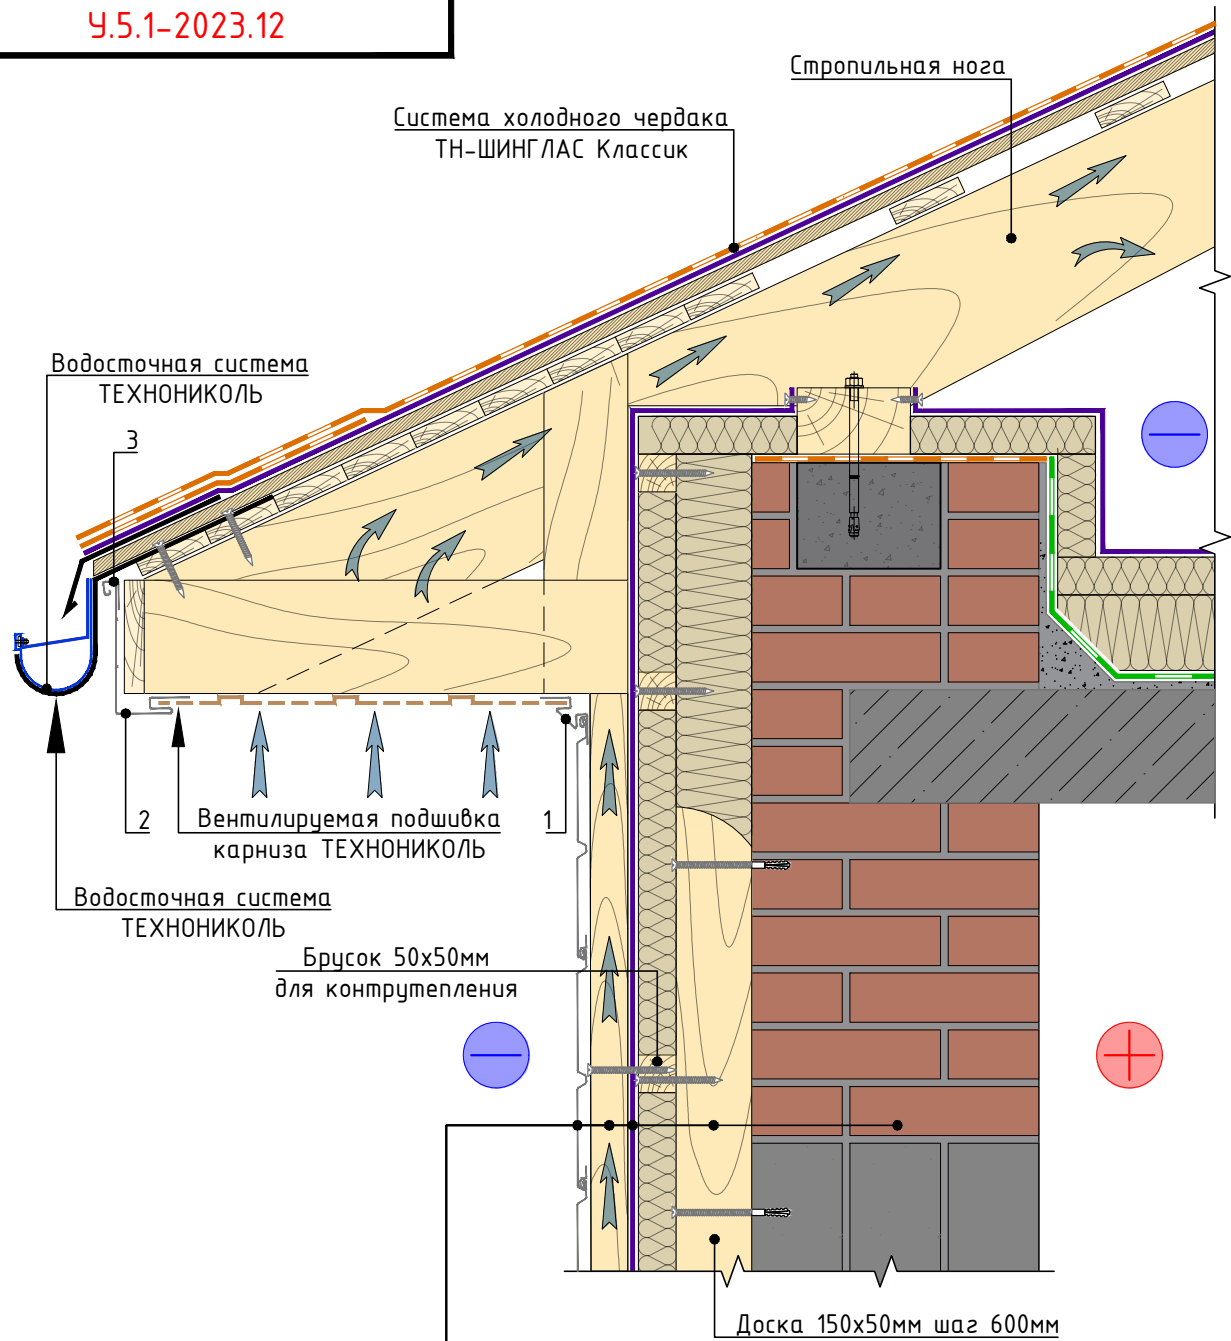 У.5.1-2023.12
Стропильная нога
Система холодного чердака
ТН-ШИНГЛАС Классик
Водосточная система
ТЕХНОНИКОЛЬ
3
2
Вентилируемая подшивка
карниза ТЕХНОНИКОЛЬ
1
Водосточная система
ТЕХНОНИКОЛЬ
Брусок 50х50мм
для контрутепления
Доска 150х50мм шаг 600мм